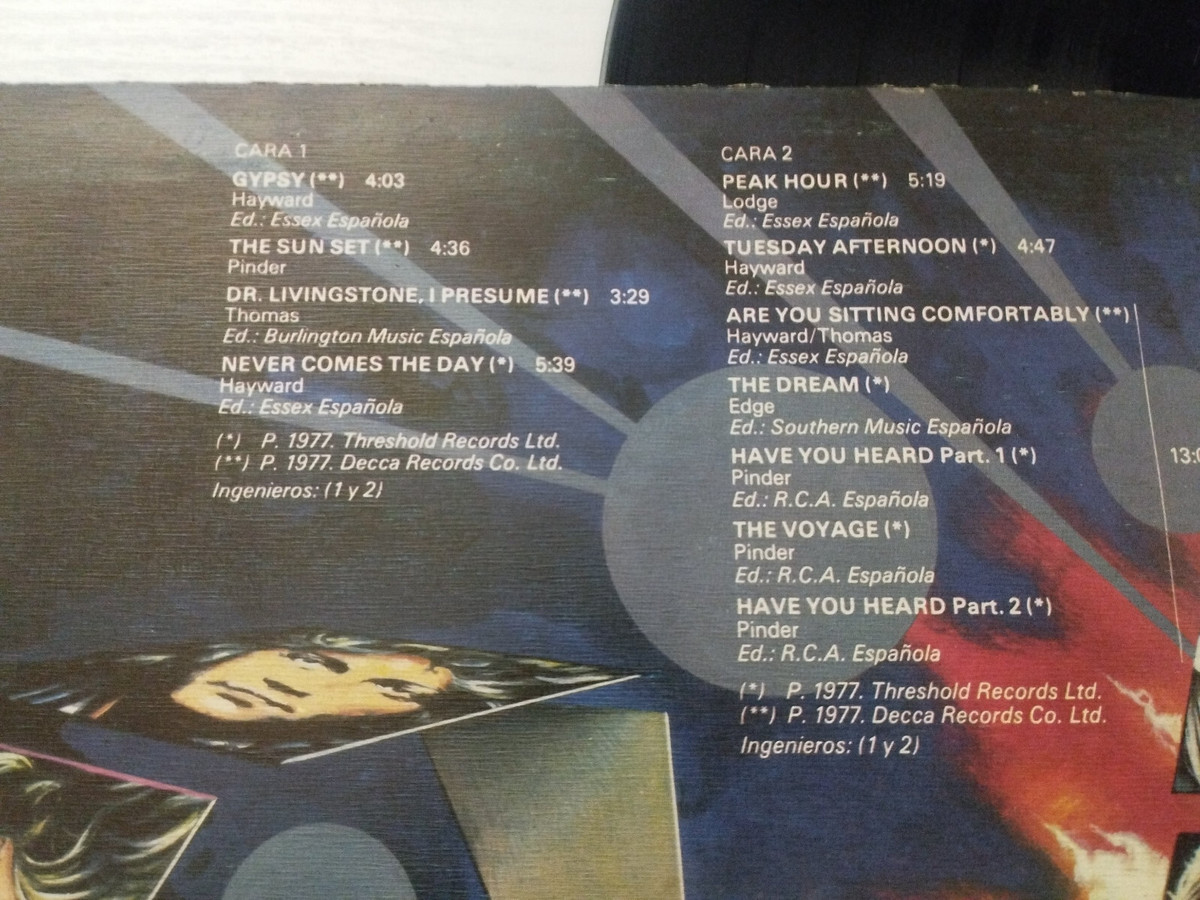 CARA 1
GYPSY (**) 4:03
Hayward
Ed.: Essex Española
THE SUN SET (**) 4:36
Pinder
DR. LIVINGSTONE, I PRESUME (**) 3:29
Thomas
Ed.: Burlington Music Española
NEVER COMES THE DAY (*) 5:39
Hayward
Ed.: Essex Española
(*) P. 1977. Threshold Records Ltd.
(**) P. 1977. Decca Records Co. Ltd.
Ingenieros: (1 y 2)
CARA 2
PEAK HOUR (**) 5:19
Lodge
Ed.: Essex Española
TUESDAY AFTERNOON (*) 4:47
Hayward
Ed.: Essex Española
ARE YOU SITTING COMFORTABLY (**)
Hayward/Thomas
Ed.: Essex Española
THE DREAM (*)
Edge
Ed.: Southern Music Española
HAVE YOU HEARD Part. 1 (*)
Pinder
Ed.: R.C.A. Española
THE VOYAGE (*)
Pinder
Ed.: R.C.A. Española
HAVE YOU HEARD Part. 2 (*)
Pinder
Ed.: R.C.A. Española
(*) P. 1977. Threshold Records Ltd.
(**) P. 1977. Decca Records Co. Ltd.
Ingenieros: (1 y 2)